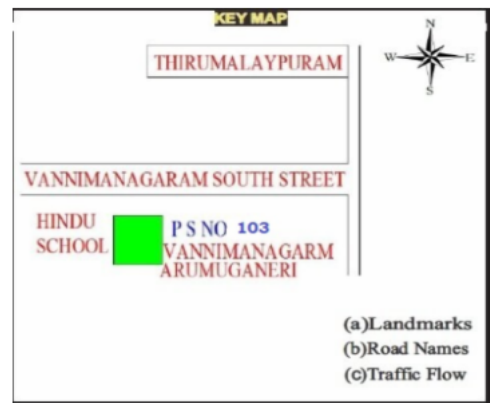 KEY MAP
N
W E
S
THIRUMALAYPURAM
VANNIMANAGARAM SOUTH STREET
HINDU
SCHOOL
P S NO 103
VANNIMANAGARM
ARUMUGANERI
(a)Landmarks
(b)Road Names
(c)Traffic Flow